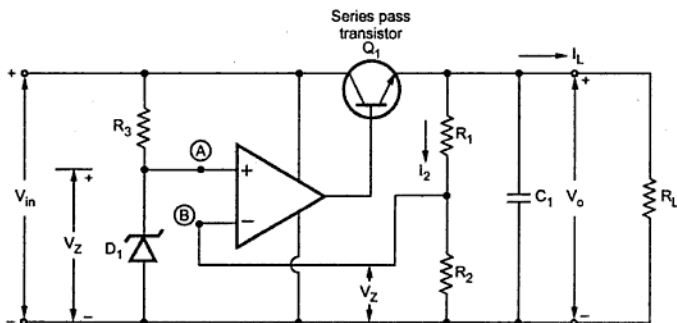 Series pass
transistor
Q1
+
IL
+
+
R3
A
+
R1
I2
Vin
+
B
−
C1
Vo
RL
VZ
D1
VZ
R2
−
−
−